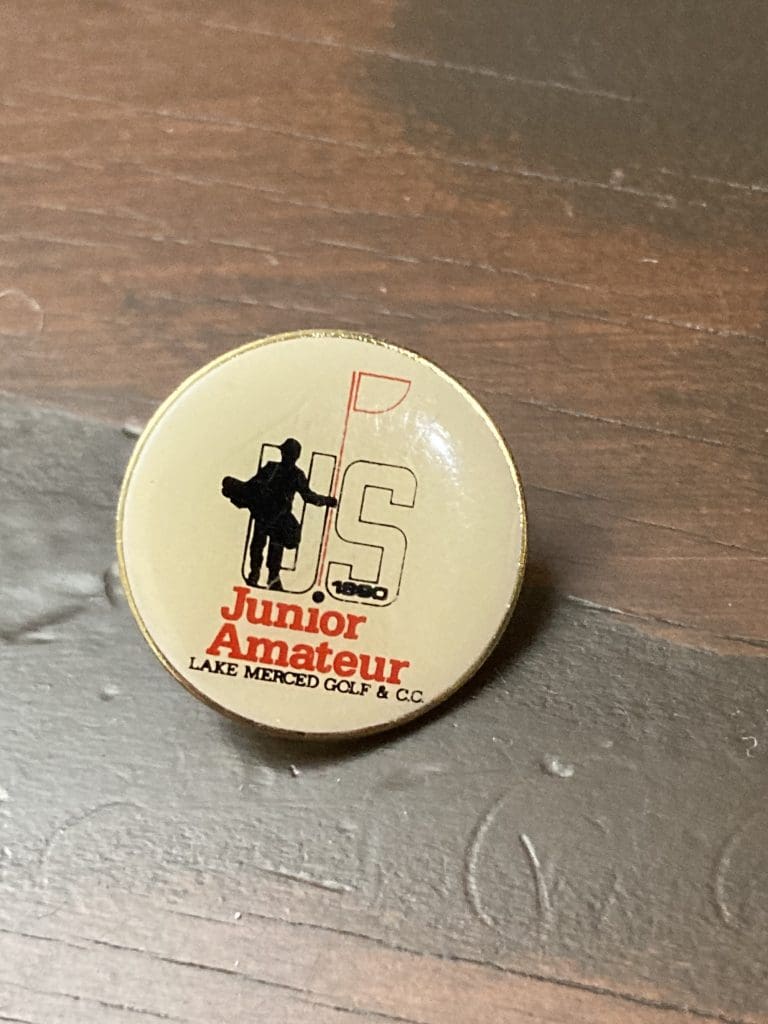 U.S
1990
Junior
Amateur
LAKE MERCED GOLF & C.C.